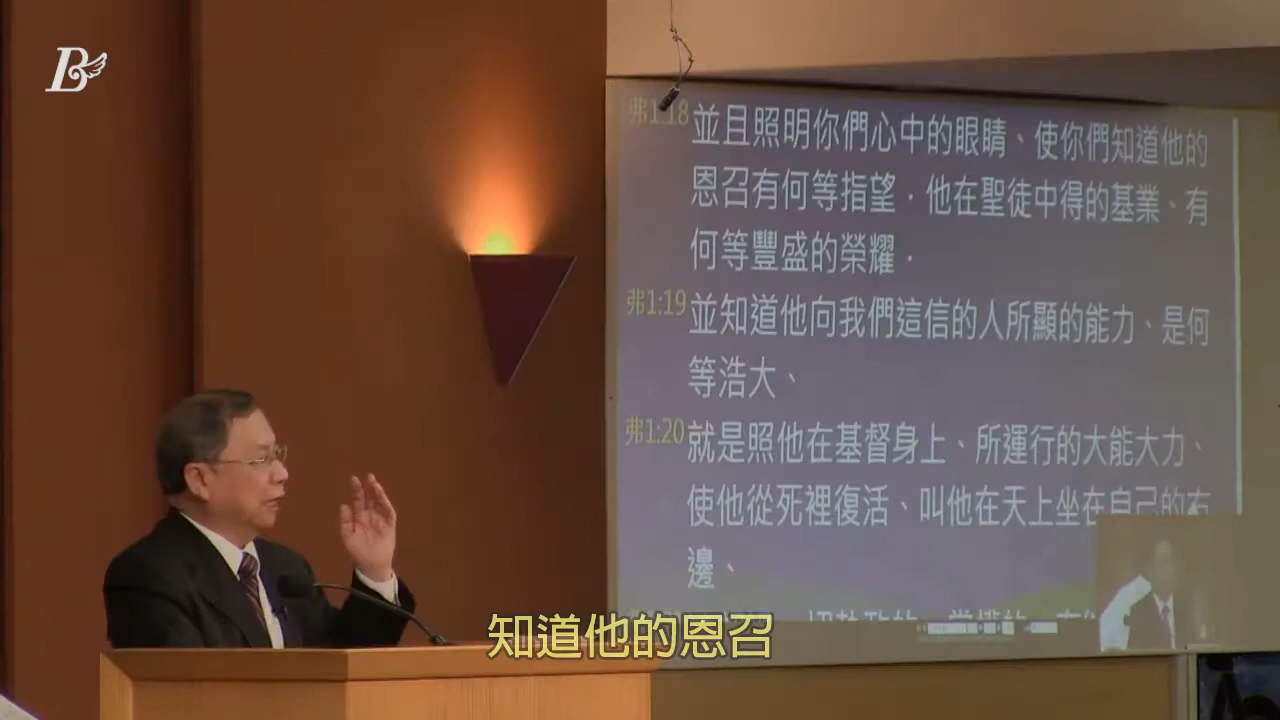 B
弗1:18 並且照明你們心中的眼睛、使你們知道他的
恩召有何等指望．他在聖徒中得的基業、有
何等豐盛的榮耀．
弗1:19 並知道他向我們這信的人所顯的能力、是何
等浩大、
弗1:20 就是照他在基督身上、所運行的大能大力、
使他從死裡復活、叫他在天上坐在自己的右
邊、
知道他的恩召